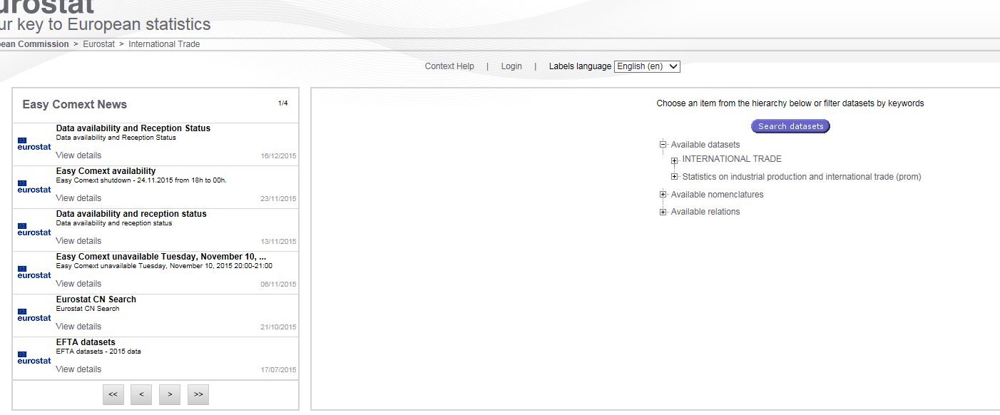 urostat
ur key to European statistics
ean Commission > Eurostat > International Trade
Context Help | Login | Labels language English (en)
Easy Comext News 1/4
Data availability and Reception Status
Data availability and Reception Status
eurostat
View details 16/12/2015
Easy Comext availability
Easy Comext shutdown - 24.11.2015 from 18h to 00h.
eurostat
View details 23/11/2015
Data availability and reception status
Data availability and reception status
eurostat
View details 13/11/2015
Easy Comext unavailable Tuesday, November 10, ...
Easy Comext unavailable Tuesday, November 10, 2015 20:00-21:00
eurostat
View details 06/11/2015
Eurostat CN Search
Eurostat CN Search
eurostat
View details 21/10/2015
EFTA datasets
EFTA datasets - 2015 data
eurostat
View details 17/07/2015
<< < > >>
Choose an item from the hierarchy below or filter datasets by keywords
Search datasets
Available datasets
INTERNATIONAL TRADE
Statistics on industrial production and international trade (prom)
Available nomenclatures
Available relations